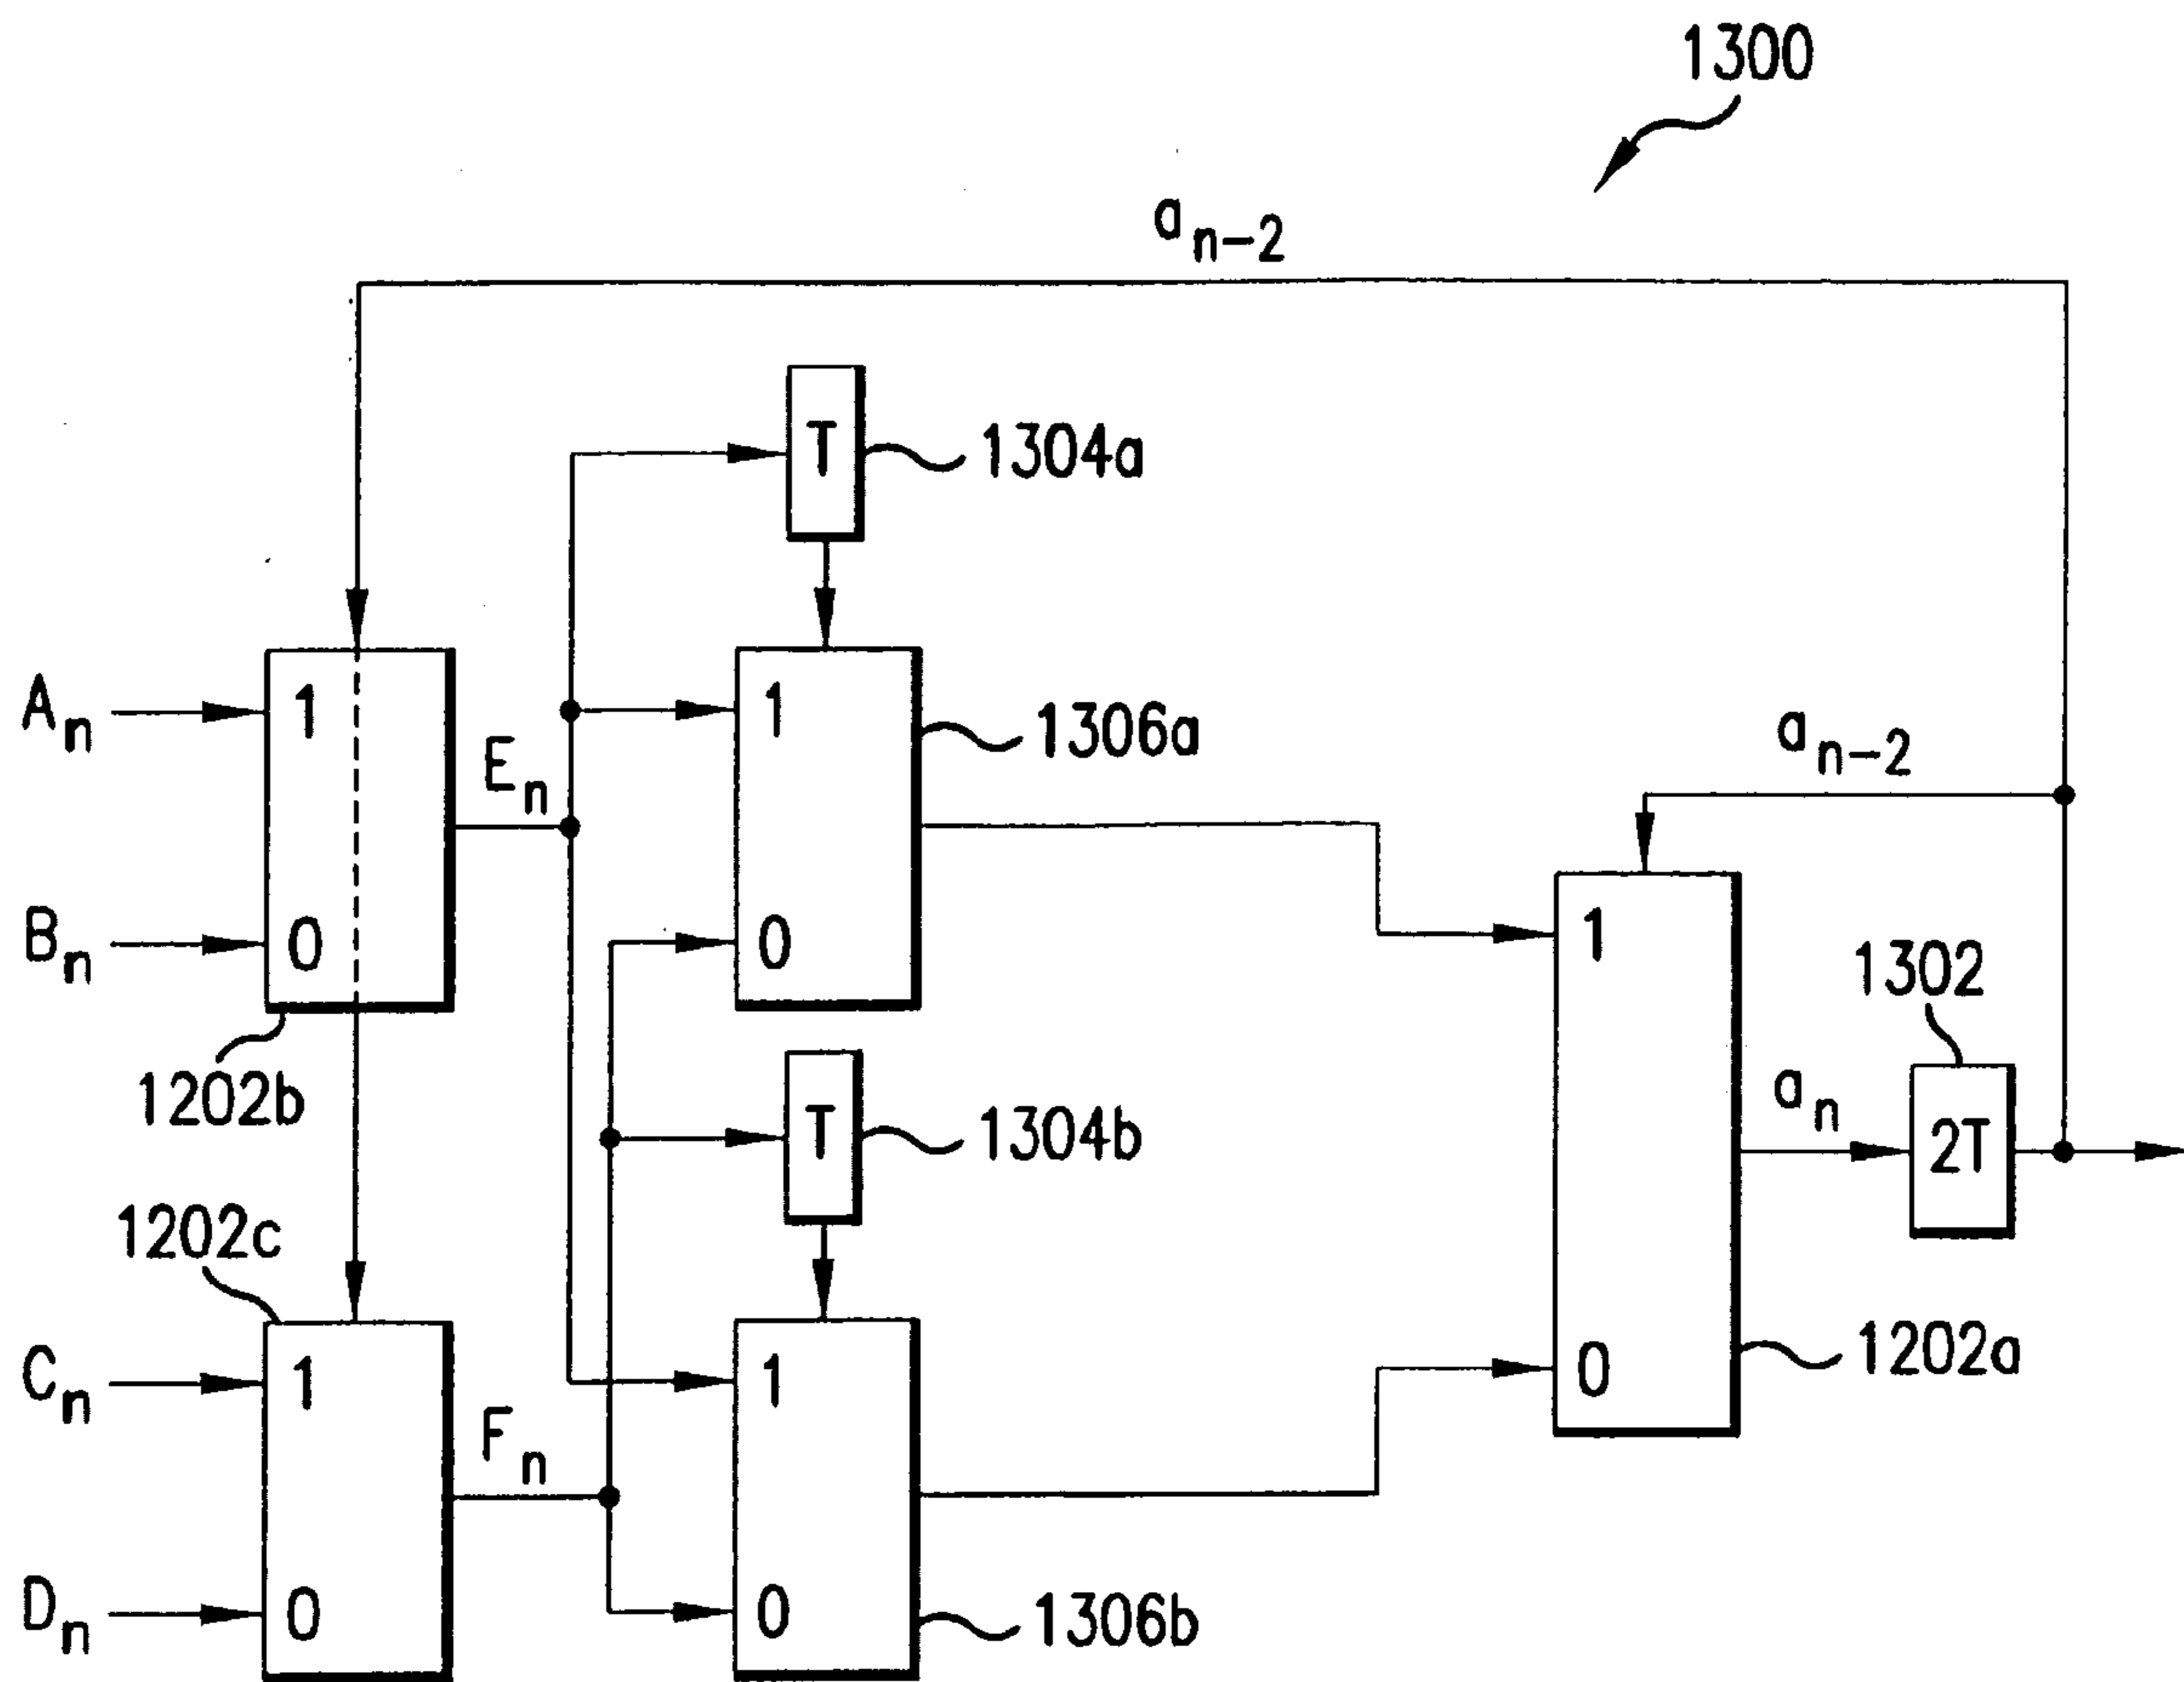 1300
a n-2
T 1304a
A n 1 1 1306a
E n
a n-2
B n 0 0
1 1302
1202b
T 1304b
a n 2T
1202c
C n 1 1 0 1202a
F n
D n 0 0 1306b